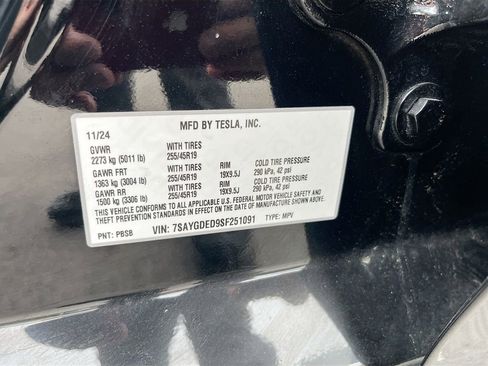 MFD BY TESLA, INC.
11/24
GVWR WITH TIRES
2273 kg (5011 lb) 255/45R19
GAWR FRT WITH TIRES RIM COLD TIRE PRESSURE
1363 kg (3004 lb) 255/45R19 19X9.5J 290 kPa, 42 psi
GAWR RR WITH TIRES RIM COLD TIRE PRESSURE
1500 kg (3306 lb) 255/45R19 19X9.5J 290 kPa, 42 psi
THIS VEHICLE CONFORMS TO ALL APPLICABLE U.S. FEDERAL MOTOR VEHICLE SAFETY AND
THEFT PREVENTION STANDARDS IN EFFECT ON THE DATE OF MANUFACTURE SHOWN ABOVE.
PNT: PBSB VIN: 7SAYGDED9SF251091 TYPE: MPV